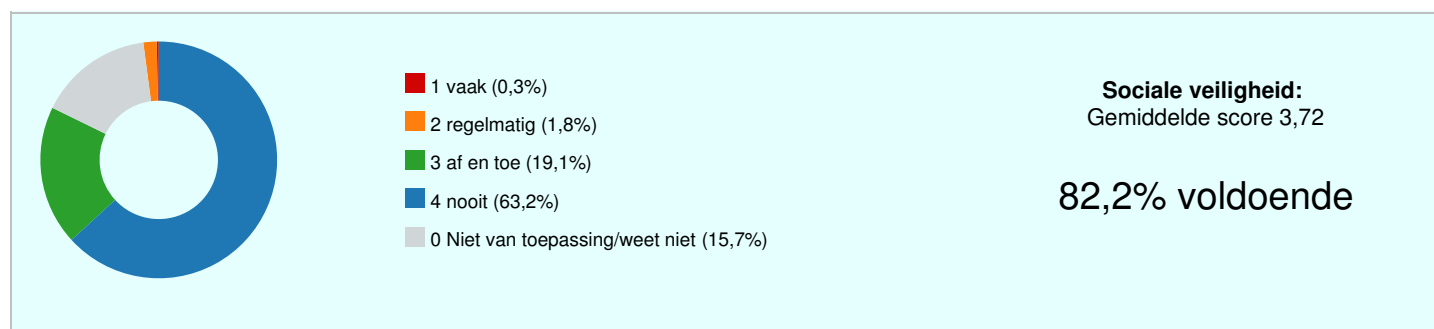 1 vaak (0,3%)
2 regelmatig (1,8%)
3 af en toe (19,1%)
4 nooit (63,2%)
0 Niet van toepassing/weet niet (15,7%)
Sociale veiligheid:
Gemiddelde score 3,72
82,2% voldoende